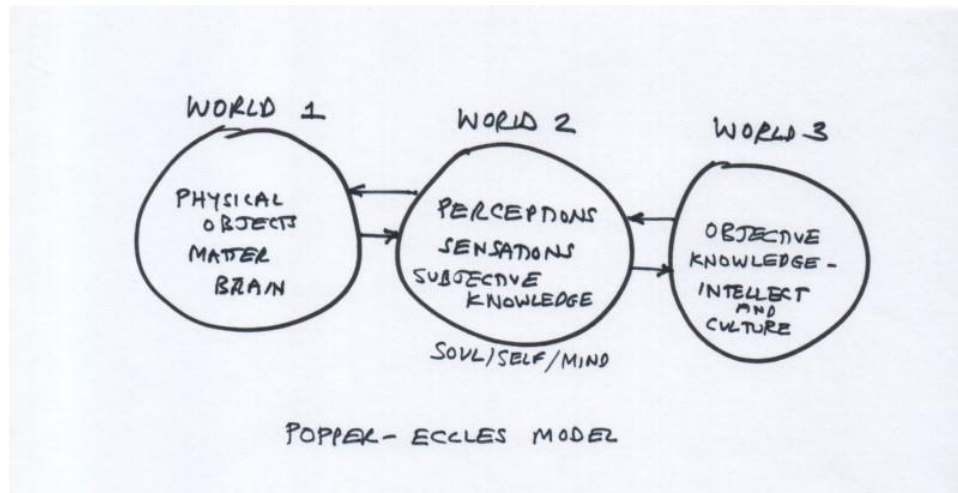 WORLD 1
PHYSICAL
OBJECTS
MATTER
BRAIN
WORLD 2
PERCEPTIONS
SENSATIONS
SUBJECTIVE
KNOWLEDGE
SOUL/SELF/MIND
WORLD 3
OBJECTIVE
KNOWLEDGE-
INTELLECT
AND
CULTURE
POPPER-ECCLES MODEL